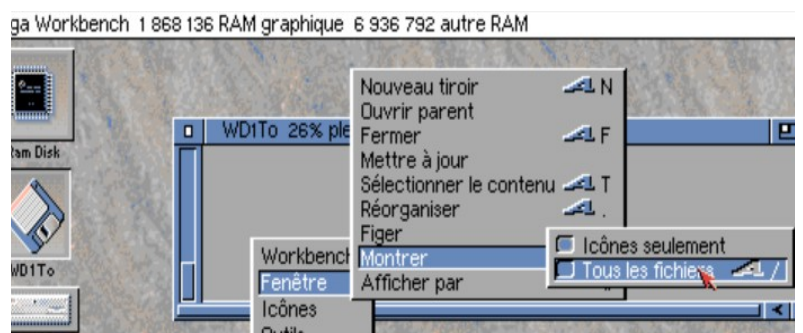 ga Workbench 1 868 136 RAM graphique 6 936 792 autre RAM
Ram Disk
WD1To 26% ple
WD1To
Nouveau tiroir N
Ouvrir parent
Fermer F
Mettre à jour
Sélectionner le contenu T
Réorganiser .
Figer
Montrer
Afficher par »
Icônes seulement
Tous les fichiers /
Workbench
Fenêtre
Icônes
Outils